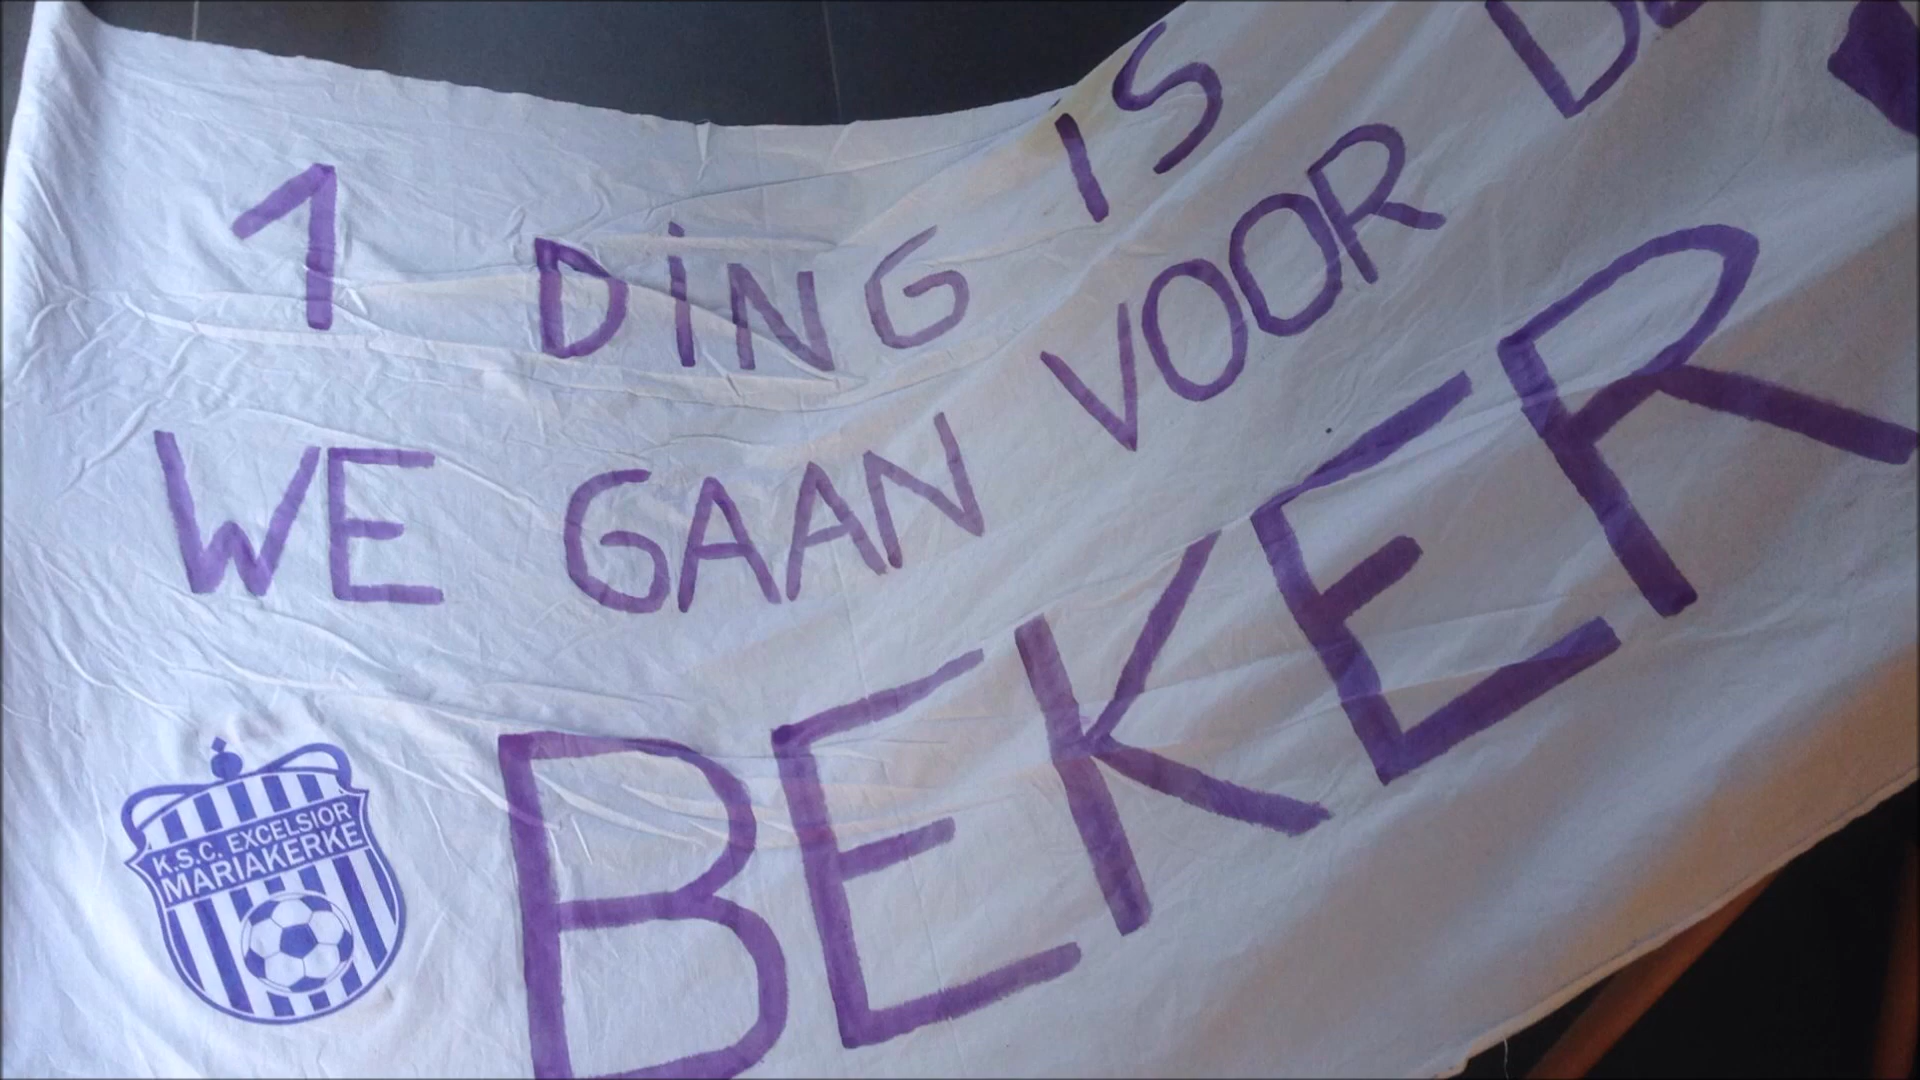 1 DING IS
WE GAAN VOOR
BEKER
K.S.C. EXCELSIOR
MARIAKERKE